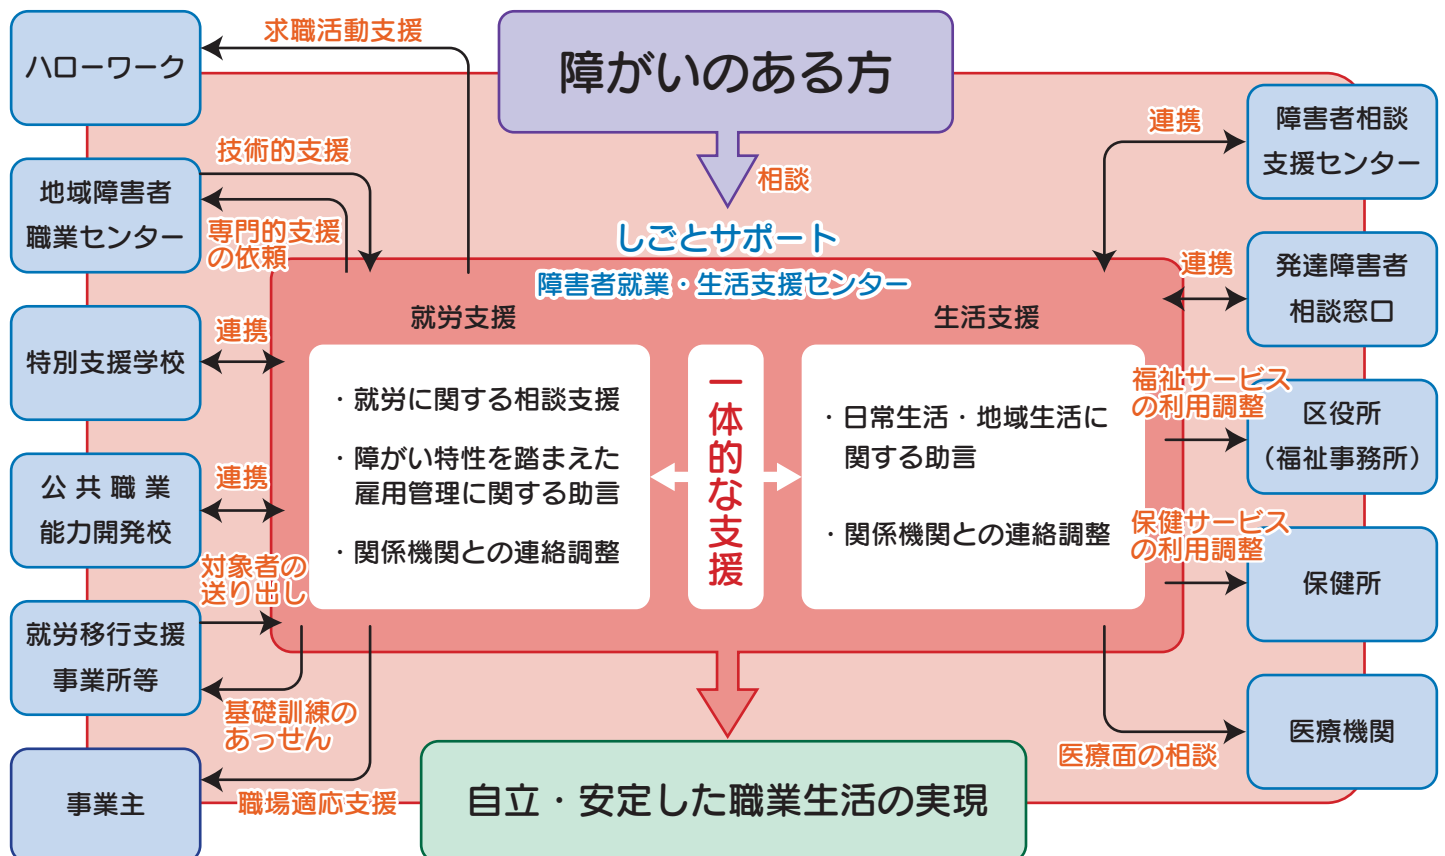 障がいのある方
相談
しごとサポート
障害者就業・生活支援センター
ハローワーク
求職活動支援
地域障害者
職業センター
技術的支援
専門的支援
の依頼
特別支援学校
連携
公共職業
能力開発校
連携
就労移行支援
事業所等
対象者の
送り出し
基礎訓練の
あっせん
事業主
職場適応支援
就労支援
・就労に関する相談支援
・障がい特性を踏まえた
雇用管理に関する助言
・関係機関との連絡調整
一体的な支援
生活支援
・日常生活・地域生活に
関する助言
・関係機関との連絡調整
連携
障害者相談
支援センター
連携
発達障害者
相談窓口
福祉サービス
の利用調整
区役所
（福祉事務所）
保健サービス
の利用調整
保健所
医療面の相談
医療機関
自立・安定した職業生活の実現